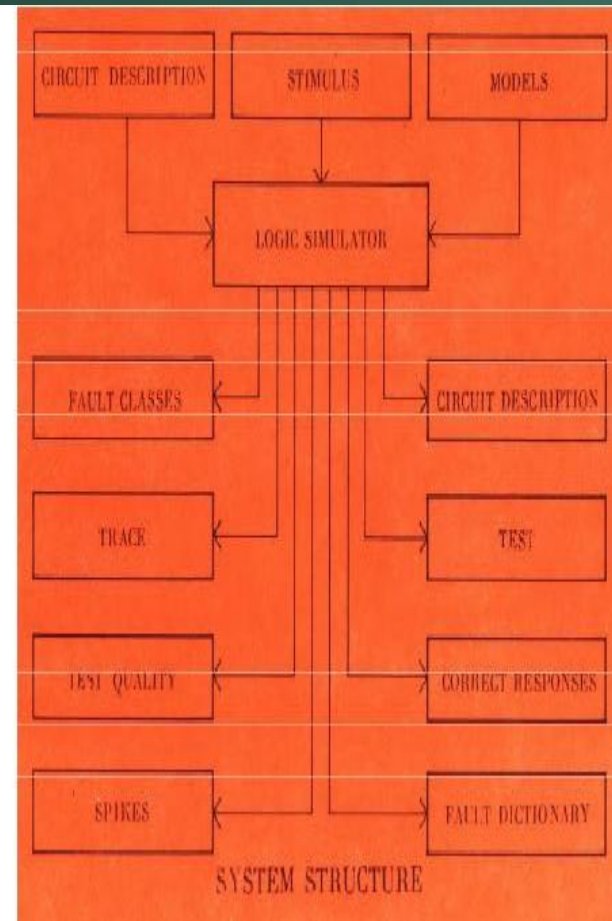 CIRCUIT DESCRIPTION
STIMULUS
MODELS
LOGIC SIMULATOR
FAULT CLASSES
CIRCUIT DESCRIPTION
TRACE
TEST
TEST QUALITY
CORRECT RESPONSES
SPIKES
FAULT DICTIONARY
SYSTEM STRUCTURE